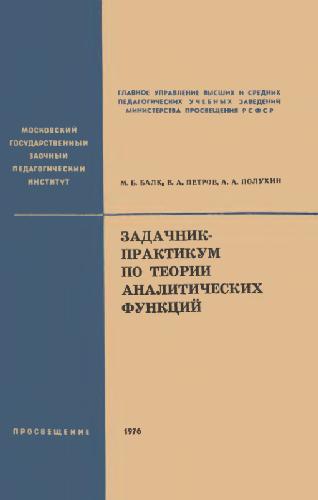 ГЛАВНОЕ УПРАВЛЕНИЕ ВЫСШИХ И СРЕДНИХ
ПЕДАГОГИЧЕСКИХ УЧЕБНЫХ ЗАВЕДЕНИЙ
МИНИСТЕРСТВА ПРОСВЕЩЕНИЯ РСФСР
МОСКОВСКИЙ
ГОСУДАРСТВЕННЫЙ
ЗАОЧНЫЙ
ПЕДАГОГИЧЕСКИЙ
ИНСТИТУТ
М. Б. БАЛК, В. А. ПЕТРОВ, А. А. ПОЛУХИН
ЗАДАЧНИК-
ПРАКТИКУМ
ПО ТЕОРИИ
АНАЛИТИЧЕСКИХ
ФУНКЦИЙ
ПРОСВЕЩЕНИЕ
1976